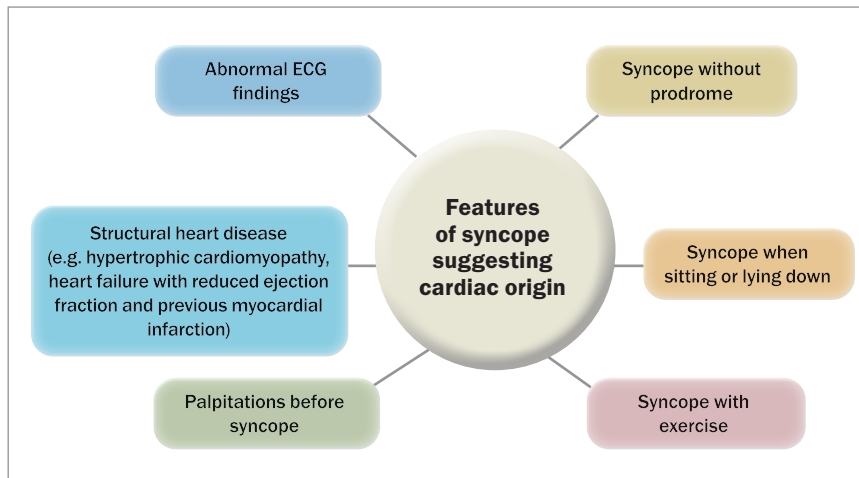 Abnormal ECG
findings
Syncope without
prodrome
Features
of syncope
suggesting
cardiac origin
Structural heart disease
(e.g. hypertrophic cardiomyopathy,
heart failure with reduced ejection
fraction and previous myocardial
infarction)
Syncope when
sitting or lying down
Palpitations before
syncope
Syncope with
exercise